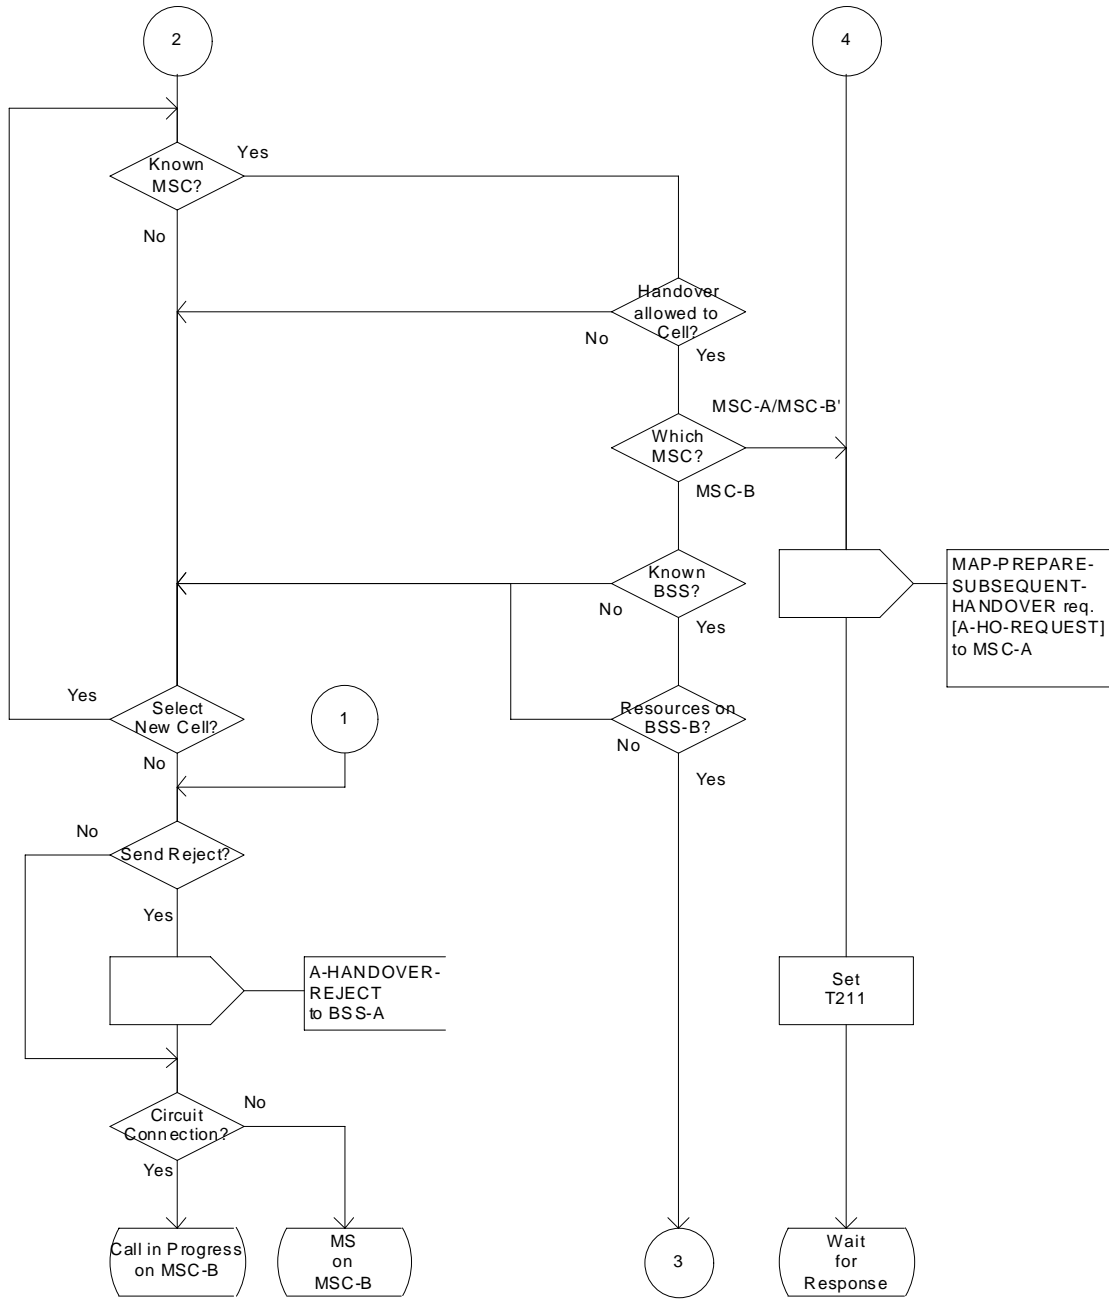 2
4
Known
MSC?
Yes
No
Handover
allowed to
Cell?
No
Yes
MSC-A/MSC-B'
Which
MSC?
MSC-B
Known
BSS?
No
Yes
MAP-PREPARE-
SUBSEQUENT-
HANDOVER req.
[A-HO-REQUEST]
to MSC-A
Yes
Select
New Cell?
No
1
Resources on
BSS-B?
No
Yes
No
Send Reject?
Yes
A-HANDOVER-
REJECT
to BSS-A
Set
T211
Circuit
Connection?
No
Yes
Call in Progress
on MSC-B
MS
on
MSC-B
3
Wait
for
Response